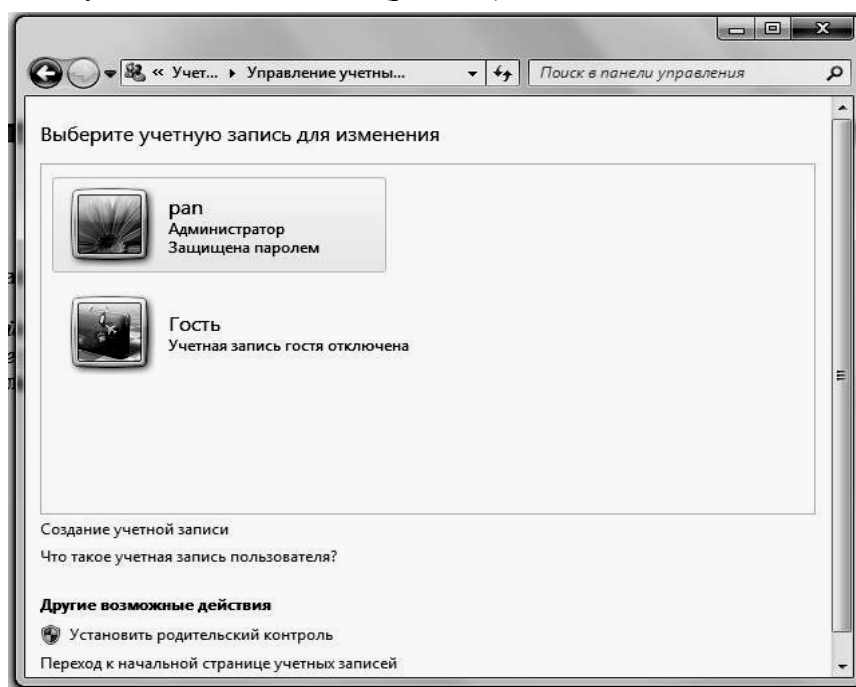 « Учет... ▸ Управление учетны...
Поиск в панели управления
Выберите учетную запись для изменения
pan
Администратор
Защищена паролем
Гость
Учетная запись гостя отключена
Создание учетной записи
Что такое учетная запись пользователя?
Другие возможные действия
Установить родительский контроль
Переход к начальной странице учетных записей